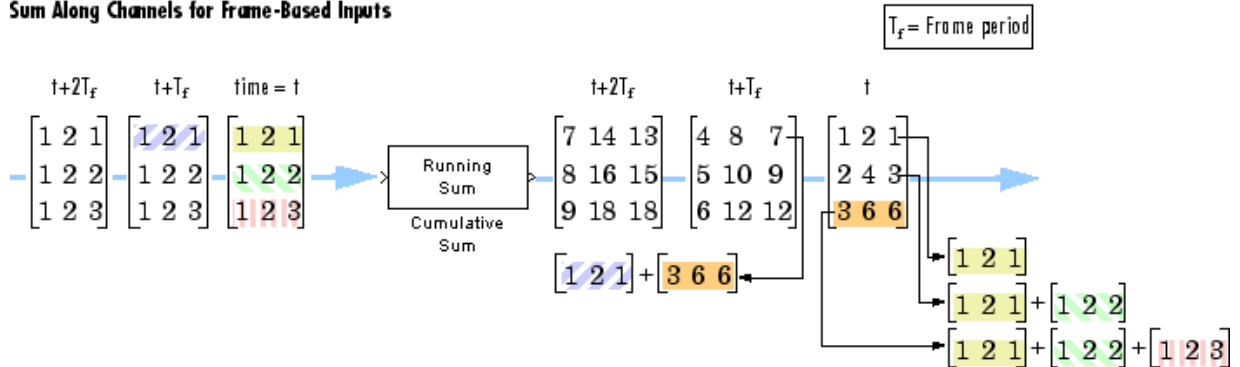 Sum Along Channels for Frame-Based Inputs
Tf = Frame period
t+2Tf t+Tf time = t t+2Tf t+Tf t
1 2 1 1 2 1 1 2 1 7 14 13 4 8 7 1 2 1
1 2 2 1 2 2 1 2 2 Running 8 16 15 5 10 9 2 4 3
Sum
1 2 3 1 2 3 1 2 3 9 18 18 6 12 12 3 6 6
Cumulative
Sum
[1 2 1] + [3 6 6]
[1 2 1]
[1 2 1] + [1 2 2]
[1 2 1] + [1 2 2] + [1 2 3]